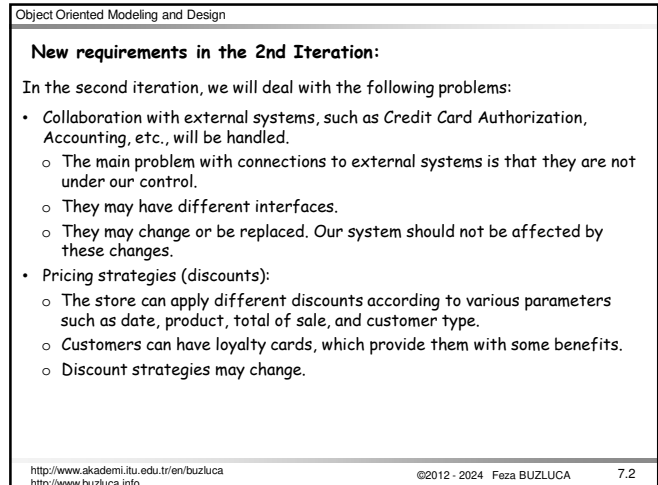 Object Oriented Modeling and Design
New requirements in the 2nd Iteration:
In the second iteration, we will deal with the following problems:
• Collaboration with external systems, such as Credit Card Authorization,
Accounting, etc., will be handled.
o The main problem with connections to external systems is that they are not
under our control.
o They may have different interfaces.
o They may change or be replaced. Our system should not be affected by
these changes.
• Pricing strategies (discounts):
o The store can apply different discounts according to various parameters
such as date, product, total of sale, and customer type.
o Customers can have loyalty cards, which provide them with some benefits.
o Discount strategies may change.
http://www.akademi.itu.edu.tr/en/buzluca
http://www.buzluca.info
©2012 - 2024 Feza BUZLUCA 7.2